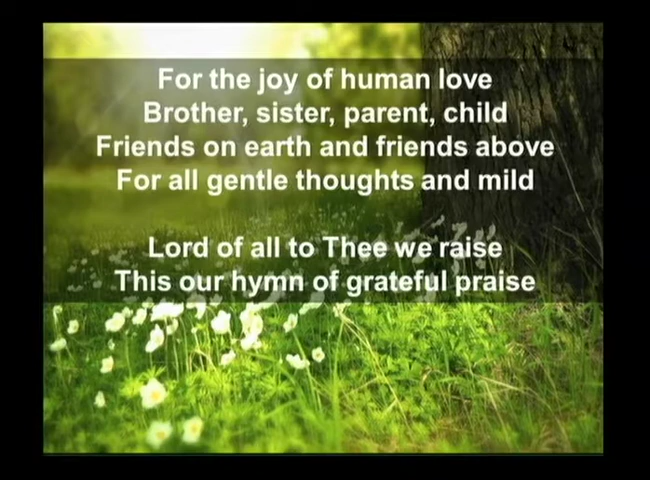 For the joy of human love
Brother, sister, parent, child
Friends on earth and friends above
For all gentle thoughts and mild
Lord of all to Thee we raise
This our hymn of grateful praise